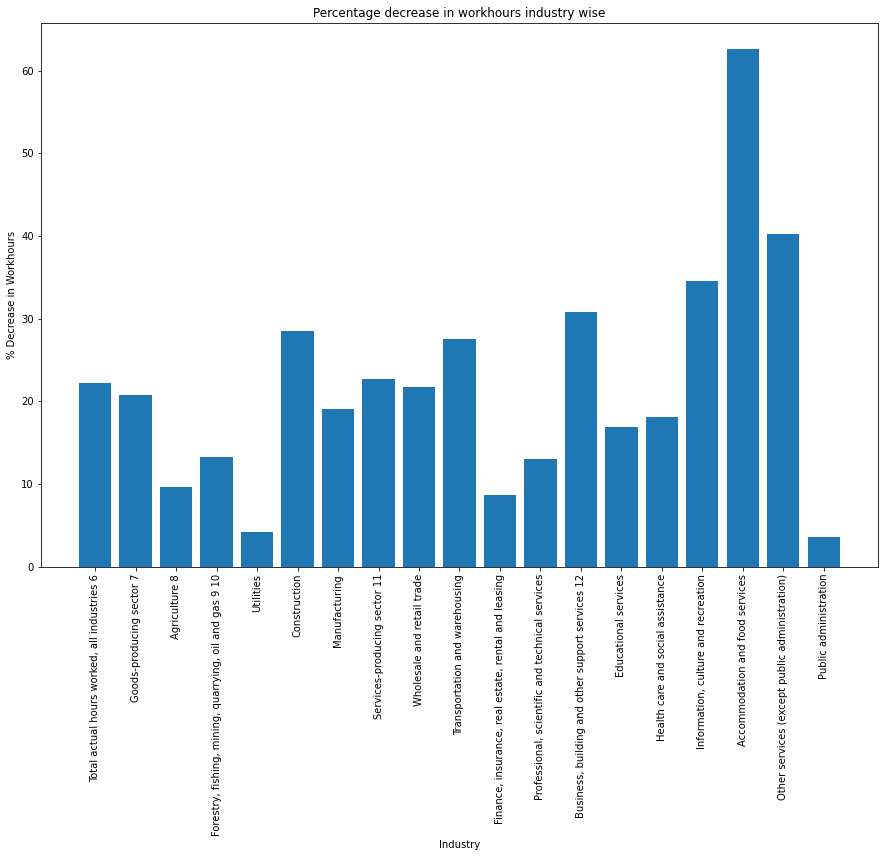 Percentage decrease in workhours industry wise
% Decrease in Workhours
60
50
40
30
20
10
0
Total actual hours worked, all industries 6
Goods-producing sector 7
Agriculture 8
Forestry, fishing, mining, quarrying, oil and gas 9 10
Utilities
Construction
Manufacturing
Services-producing sector 11
Wholesale and retail trade
Transportation and warehousing
Finance, insurance, real estate, rental and leasing
Professional, scientific and technical services
Business, building and other support services 12
Educational services
Health care and social assistance
Information, culture and recreation
Accommodation and food services
Other services (except public administration)
Public administration
Industry